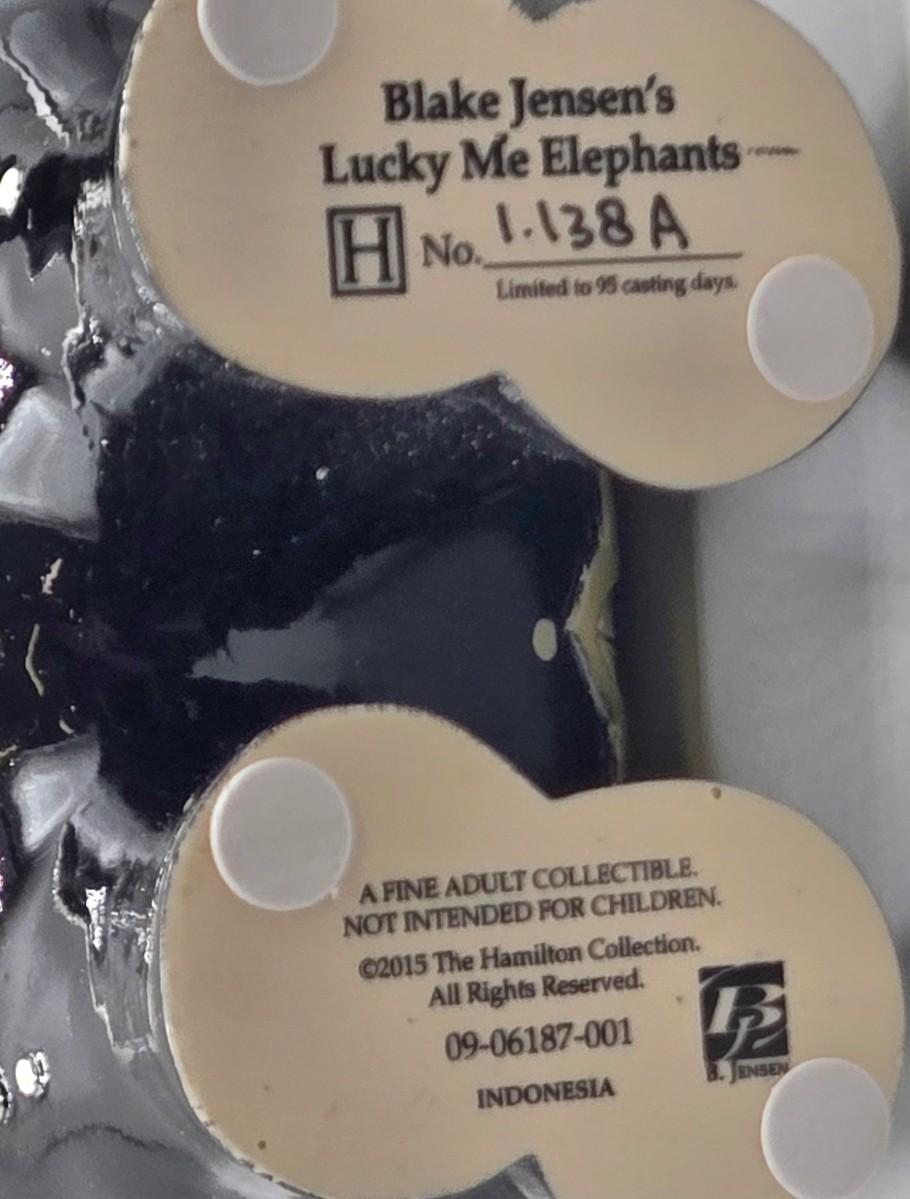 Blake Jensen's
Lucky Me Elephants
H No. 1.138 A
Limited to 95 casting days.
A FINE ADULT COLLECTIBLE.
NOT INTENDED FOR CHILDREN.
©2015 The Hamilton Collection.
All Rights Reserved.
09-06187-001
B. JENSEN
INDONESIA